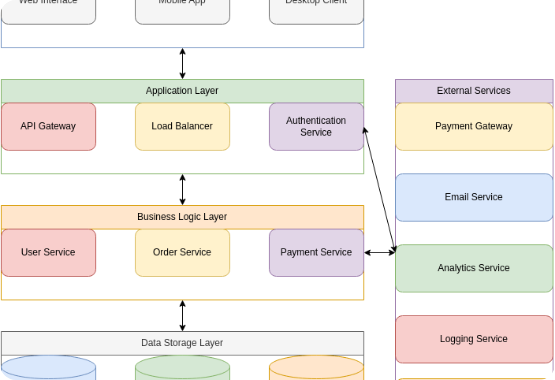 Web Interface
Mobile App
Desktop Client
Application Layer
API Gateway
Load Balancer
Authentication
Service
External Services
Payment Gateway
Email Service
Analytics Service
Logging Service
Business Logic Layer
User Service
Order Service
Payment Service
Data Storage Layer